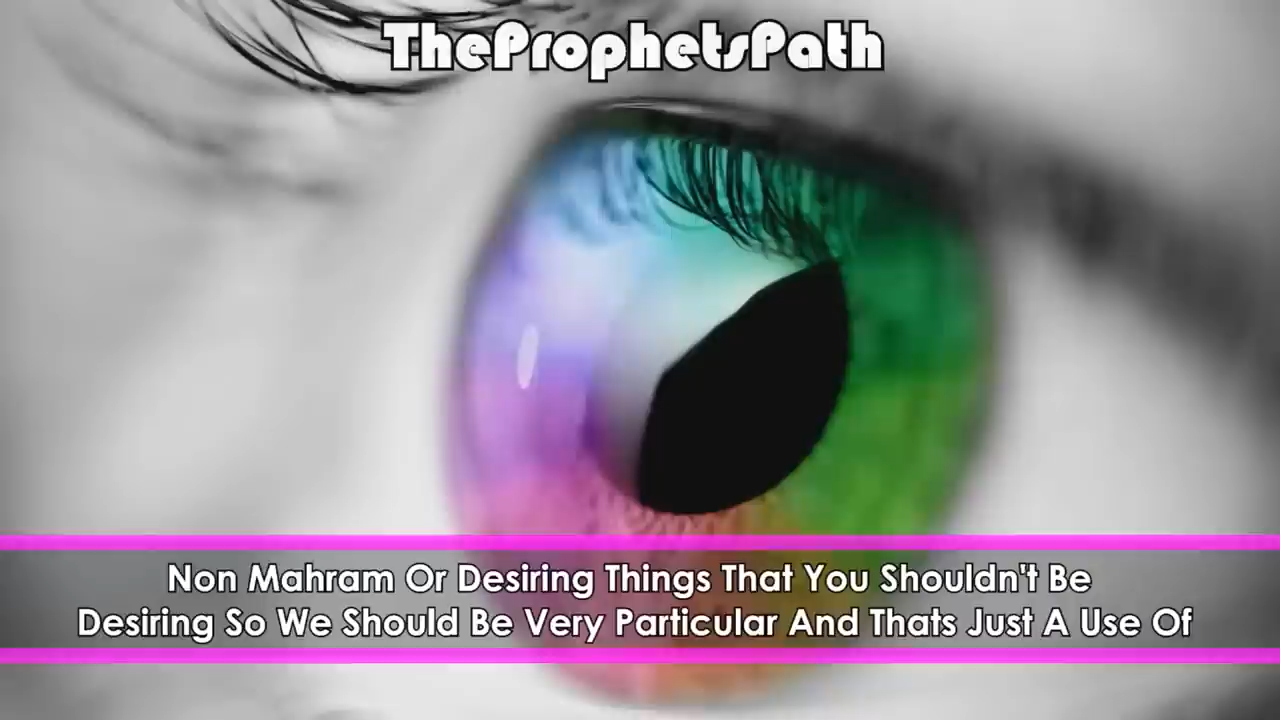 TheProphetsPath
Non Mahram Or Desiring Things That You Shouldn't Be
Desiring So We Should Be Very Particular And Thats Just A Use Of